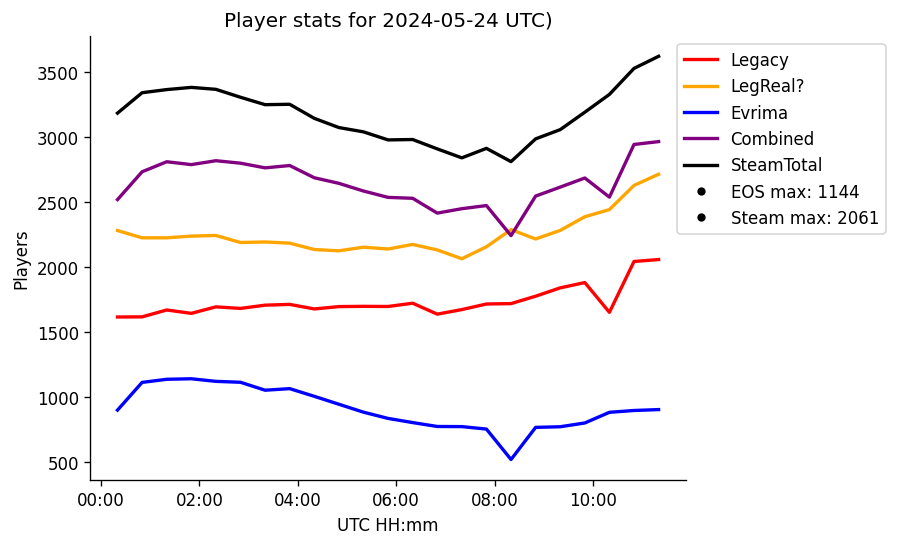 Player stats for 2024-05-24 UTC)
Players
3500
3000
2500
2000
1500
1000
500
00:00
02:00
04:00
06:00
08:00
10:00
UTC HH:mm
Legacy
LegReal?
Evrima
Combined
SteamTotal
EOS max: 1144
Steam max: 2061